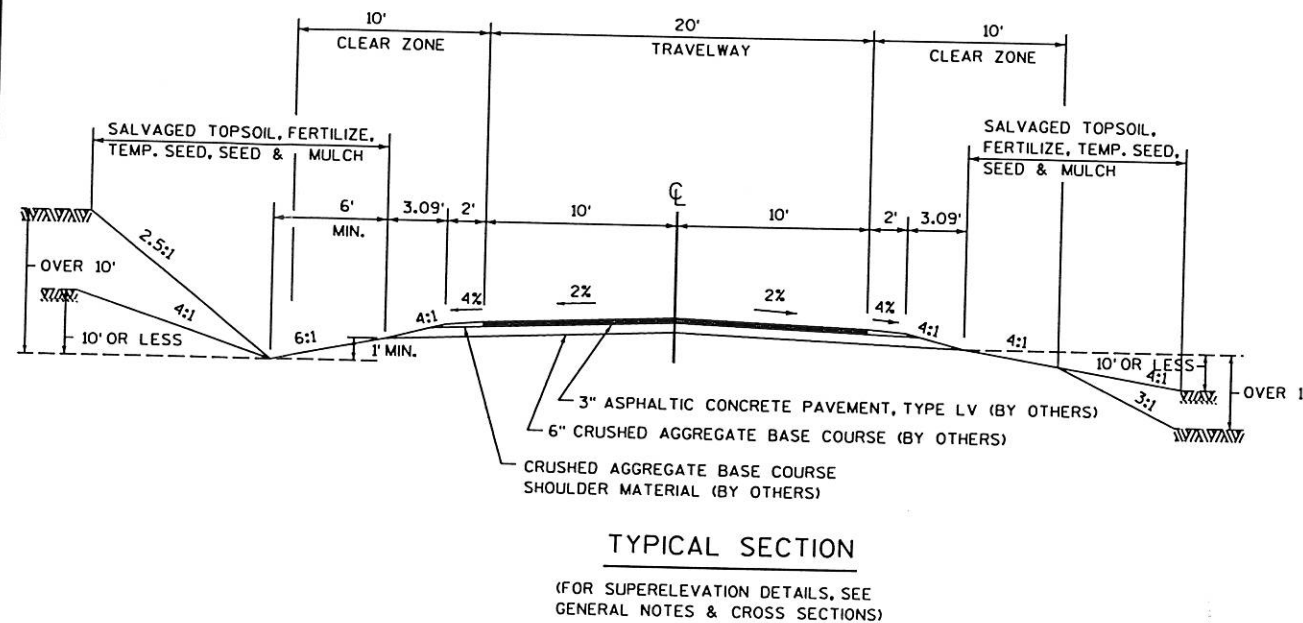 10' 20' 10'
CLEAR ZONE TRAVELWAY CLEAR ZONE
SALVAGED TOPSOIL, FERTILIZE,
TEMP. SEED, SEED & MULCH
SALVAGED TOPSOIL,
FERTILIZE, TEMP. SEED,
SEED & MULCH
℄
6' 3.09' 2' 10' 10' 2' 3.09'
MIN.
2.5:1
OVER 10'
4:1
10' OR LESS
6:1
1' MIN.
4:1
4%
2%
2%
4%
4:1
4:1
10' OR LESS
4:1
3:1
OVER 1
3" ASPHALTIC CONCRETE PAVEMENT, TYPE LV (BY OTHERS)
6" CRUSHED AGGREGATE BASE COURSE (BY OTHERS)
CRUSHED AGGREGATE BASE COURSE
SHOULDER MATERIAL (BY OTHERS)
TYPICAL SECTION
(FOR SUPERELEVATION DETAILS, SEE
GENERAL NOTES & CROSS SECTIONS)